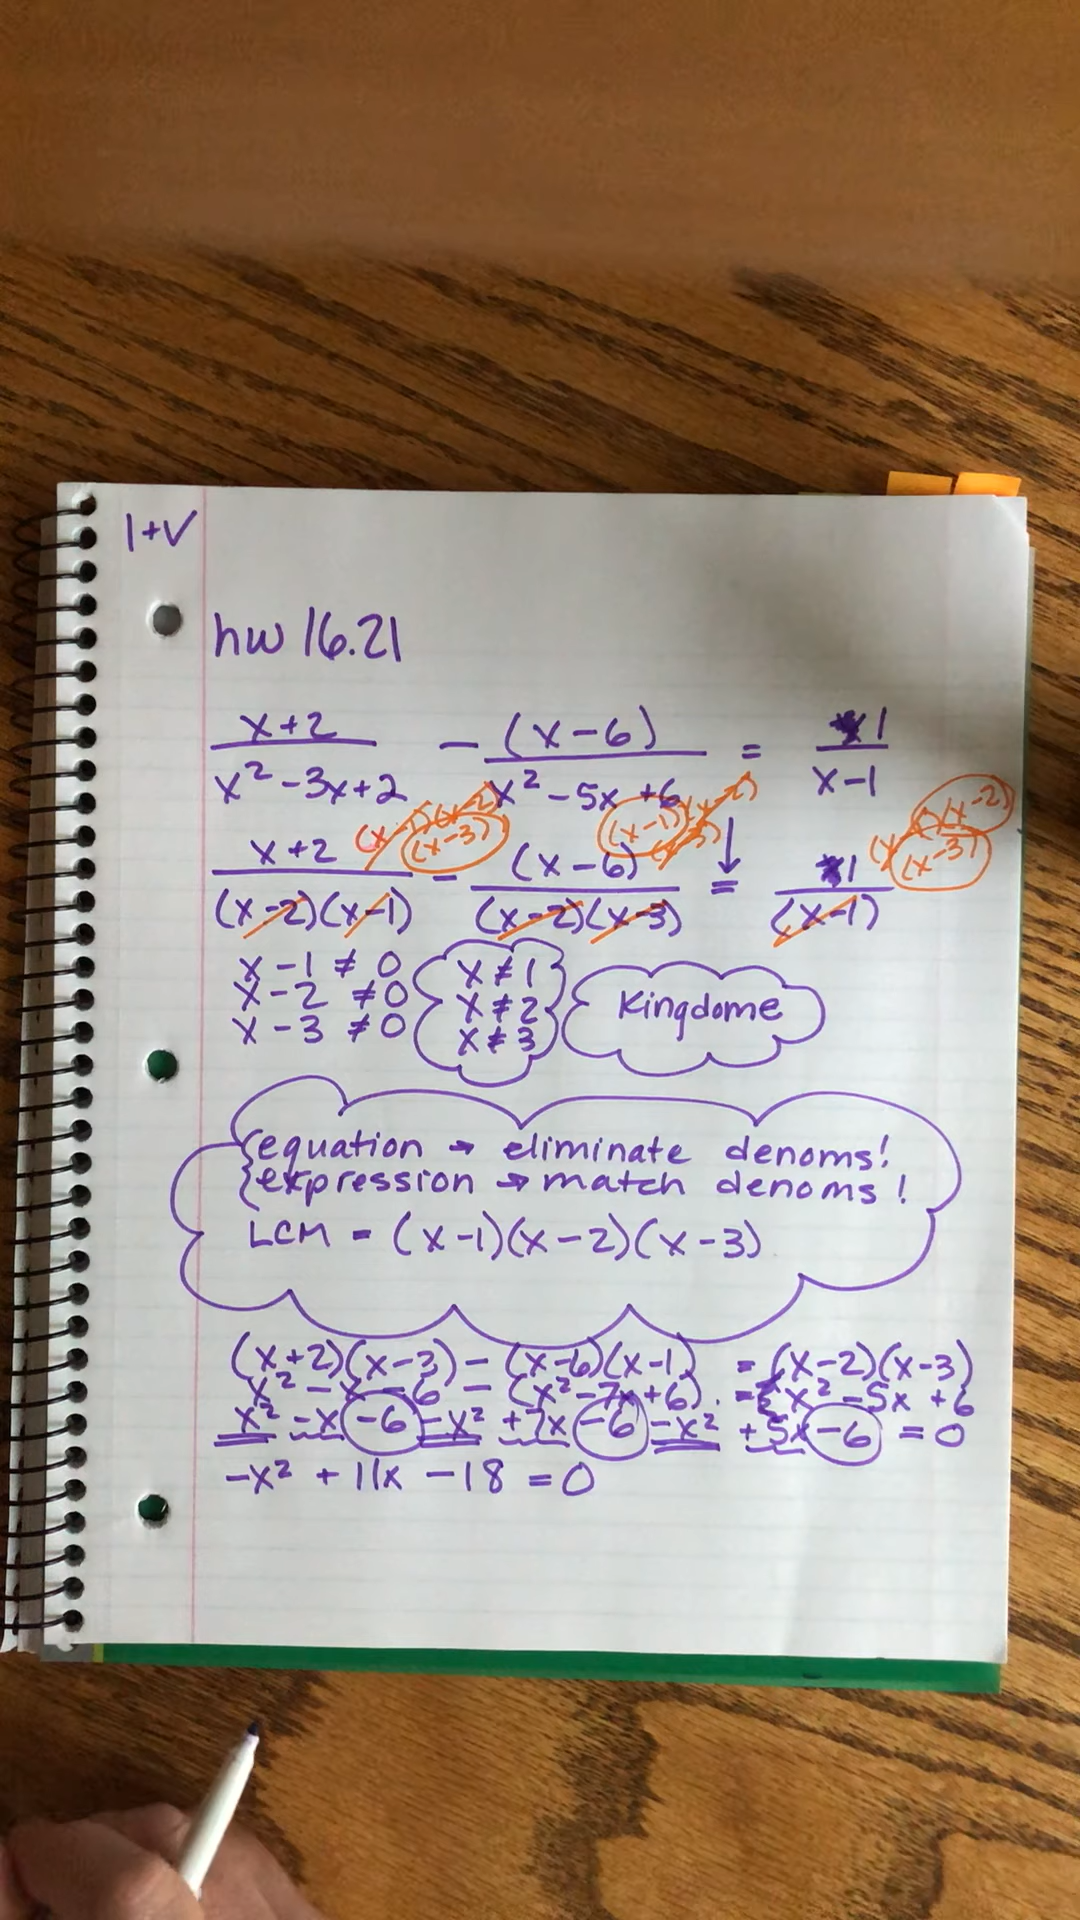 1+√
hw 16.21
x+2 / x² -3x+2 - (x-6) / x² -5x +6 = 1 / x-1
(x-2) (x-3) (x-1) (x-2) (x-3)
x+2 / (x-2)(x-1) - (x-6) / (x-2)(x-3) = 1 / (x-1)
x -1 ≠ 0 x ≠ 1
x -2 ≠ 0 x ≠ 2 Kingdome
x -3 ≠ 0 x ≠ 3
equation → eliminate denoms!
expression → match denoms!
LCM = (x-1)(x-2)(x-3)
(x+2)(x-3) - (x-6)(x-1) = (x-2)(x-3)
x² -x -6 - (x² -7x +6) = x² -5x +6
x² -x -6 -x² +7x -6 -x² +5x -6 = 0
-x² + 11x -18 = 0